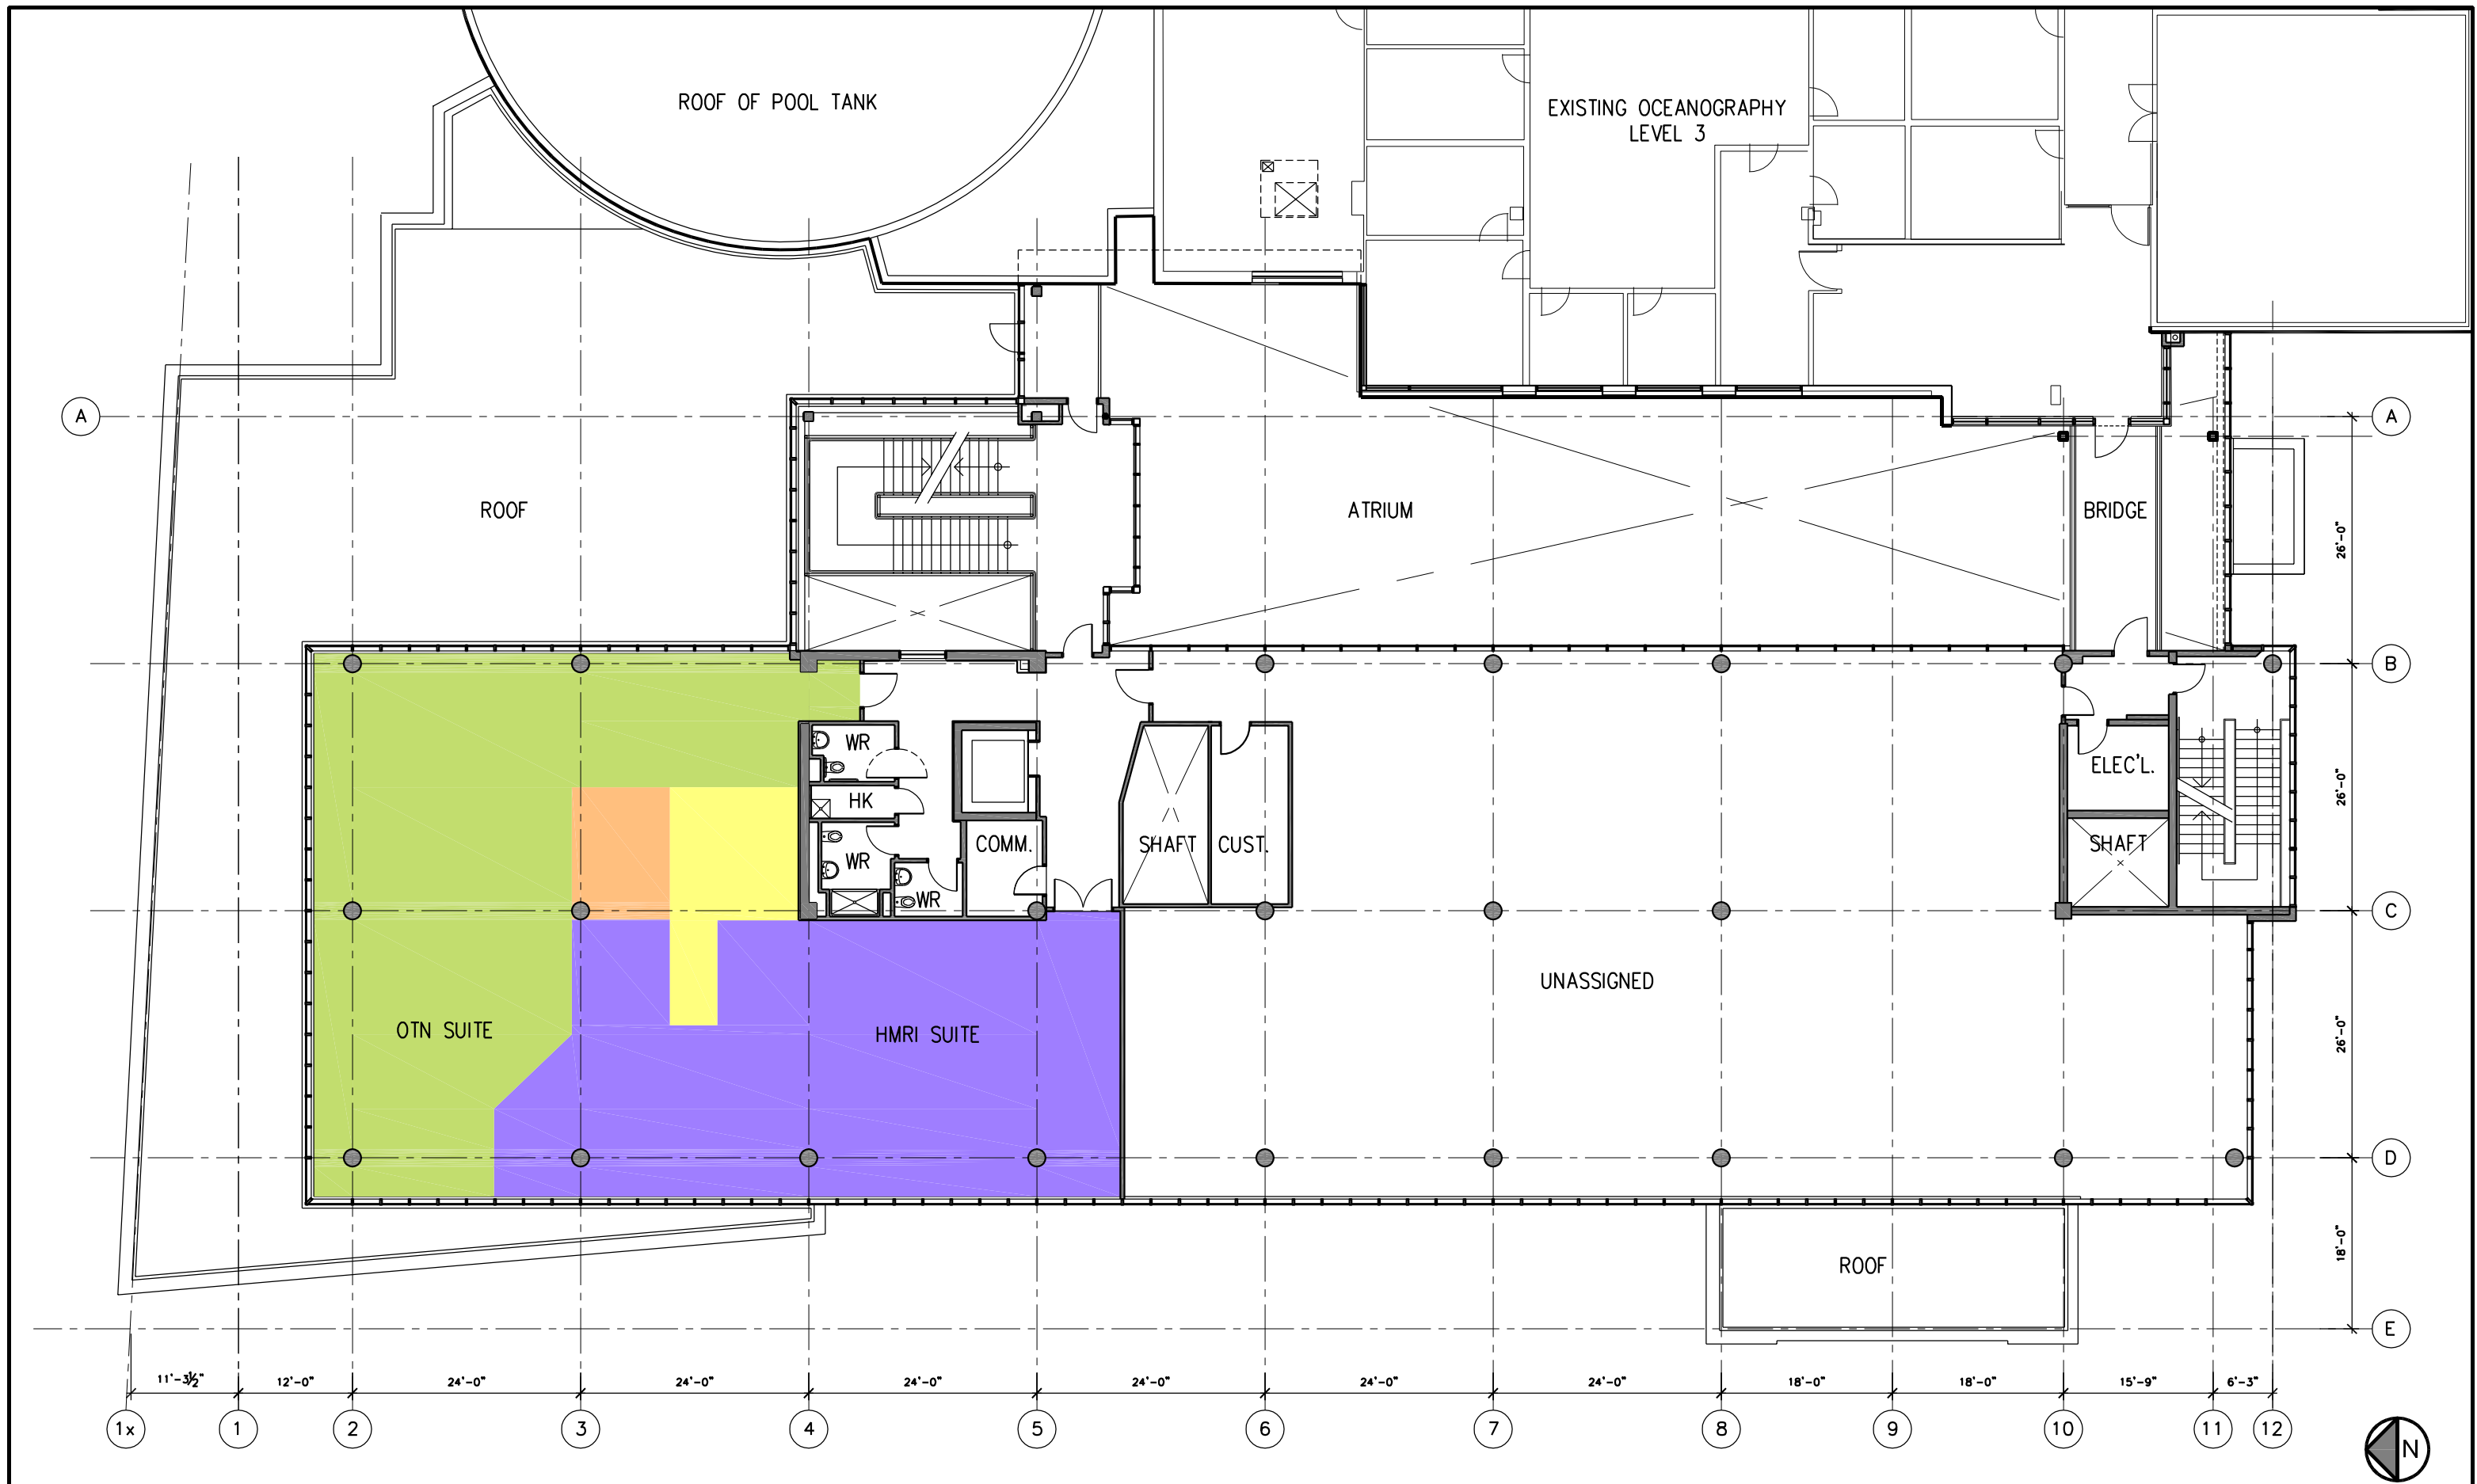 ROOF OF POOL TANK
EXISTING OCEANOGRAPHY
LEVEL 3
A
A
ROOF
ATRIUM
BRIDGE
26'-0"
B
WR
ELEC'L.
26'-0"
HK
SHAFT
CUST.
COMM.
WR
SHAFT
WR
C
UNASSIGNED
OTN SUITE
HMRI SUITE
26'-0"
D
18'-0"
ROOF
E
11'-3½"
12'-0"
24'-0"
24'-0"
24'-0"
24'-0"
24'-0"
24'-0"
18'-0"
18'-0"
15'-9"
6'-3"
1x
1
2
3
4
5
6
7
8
9
10
11
12
N